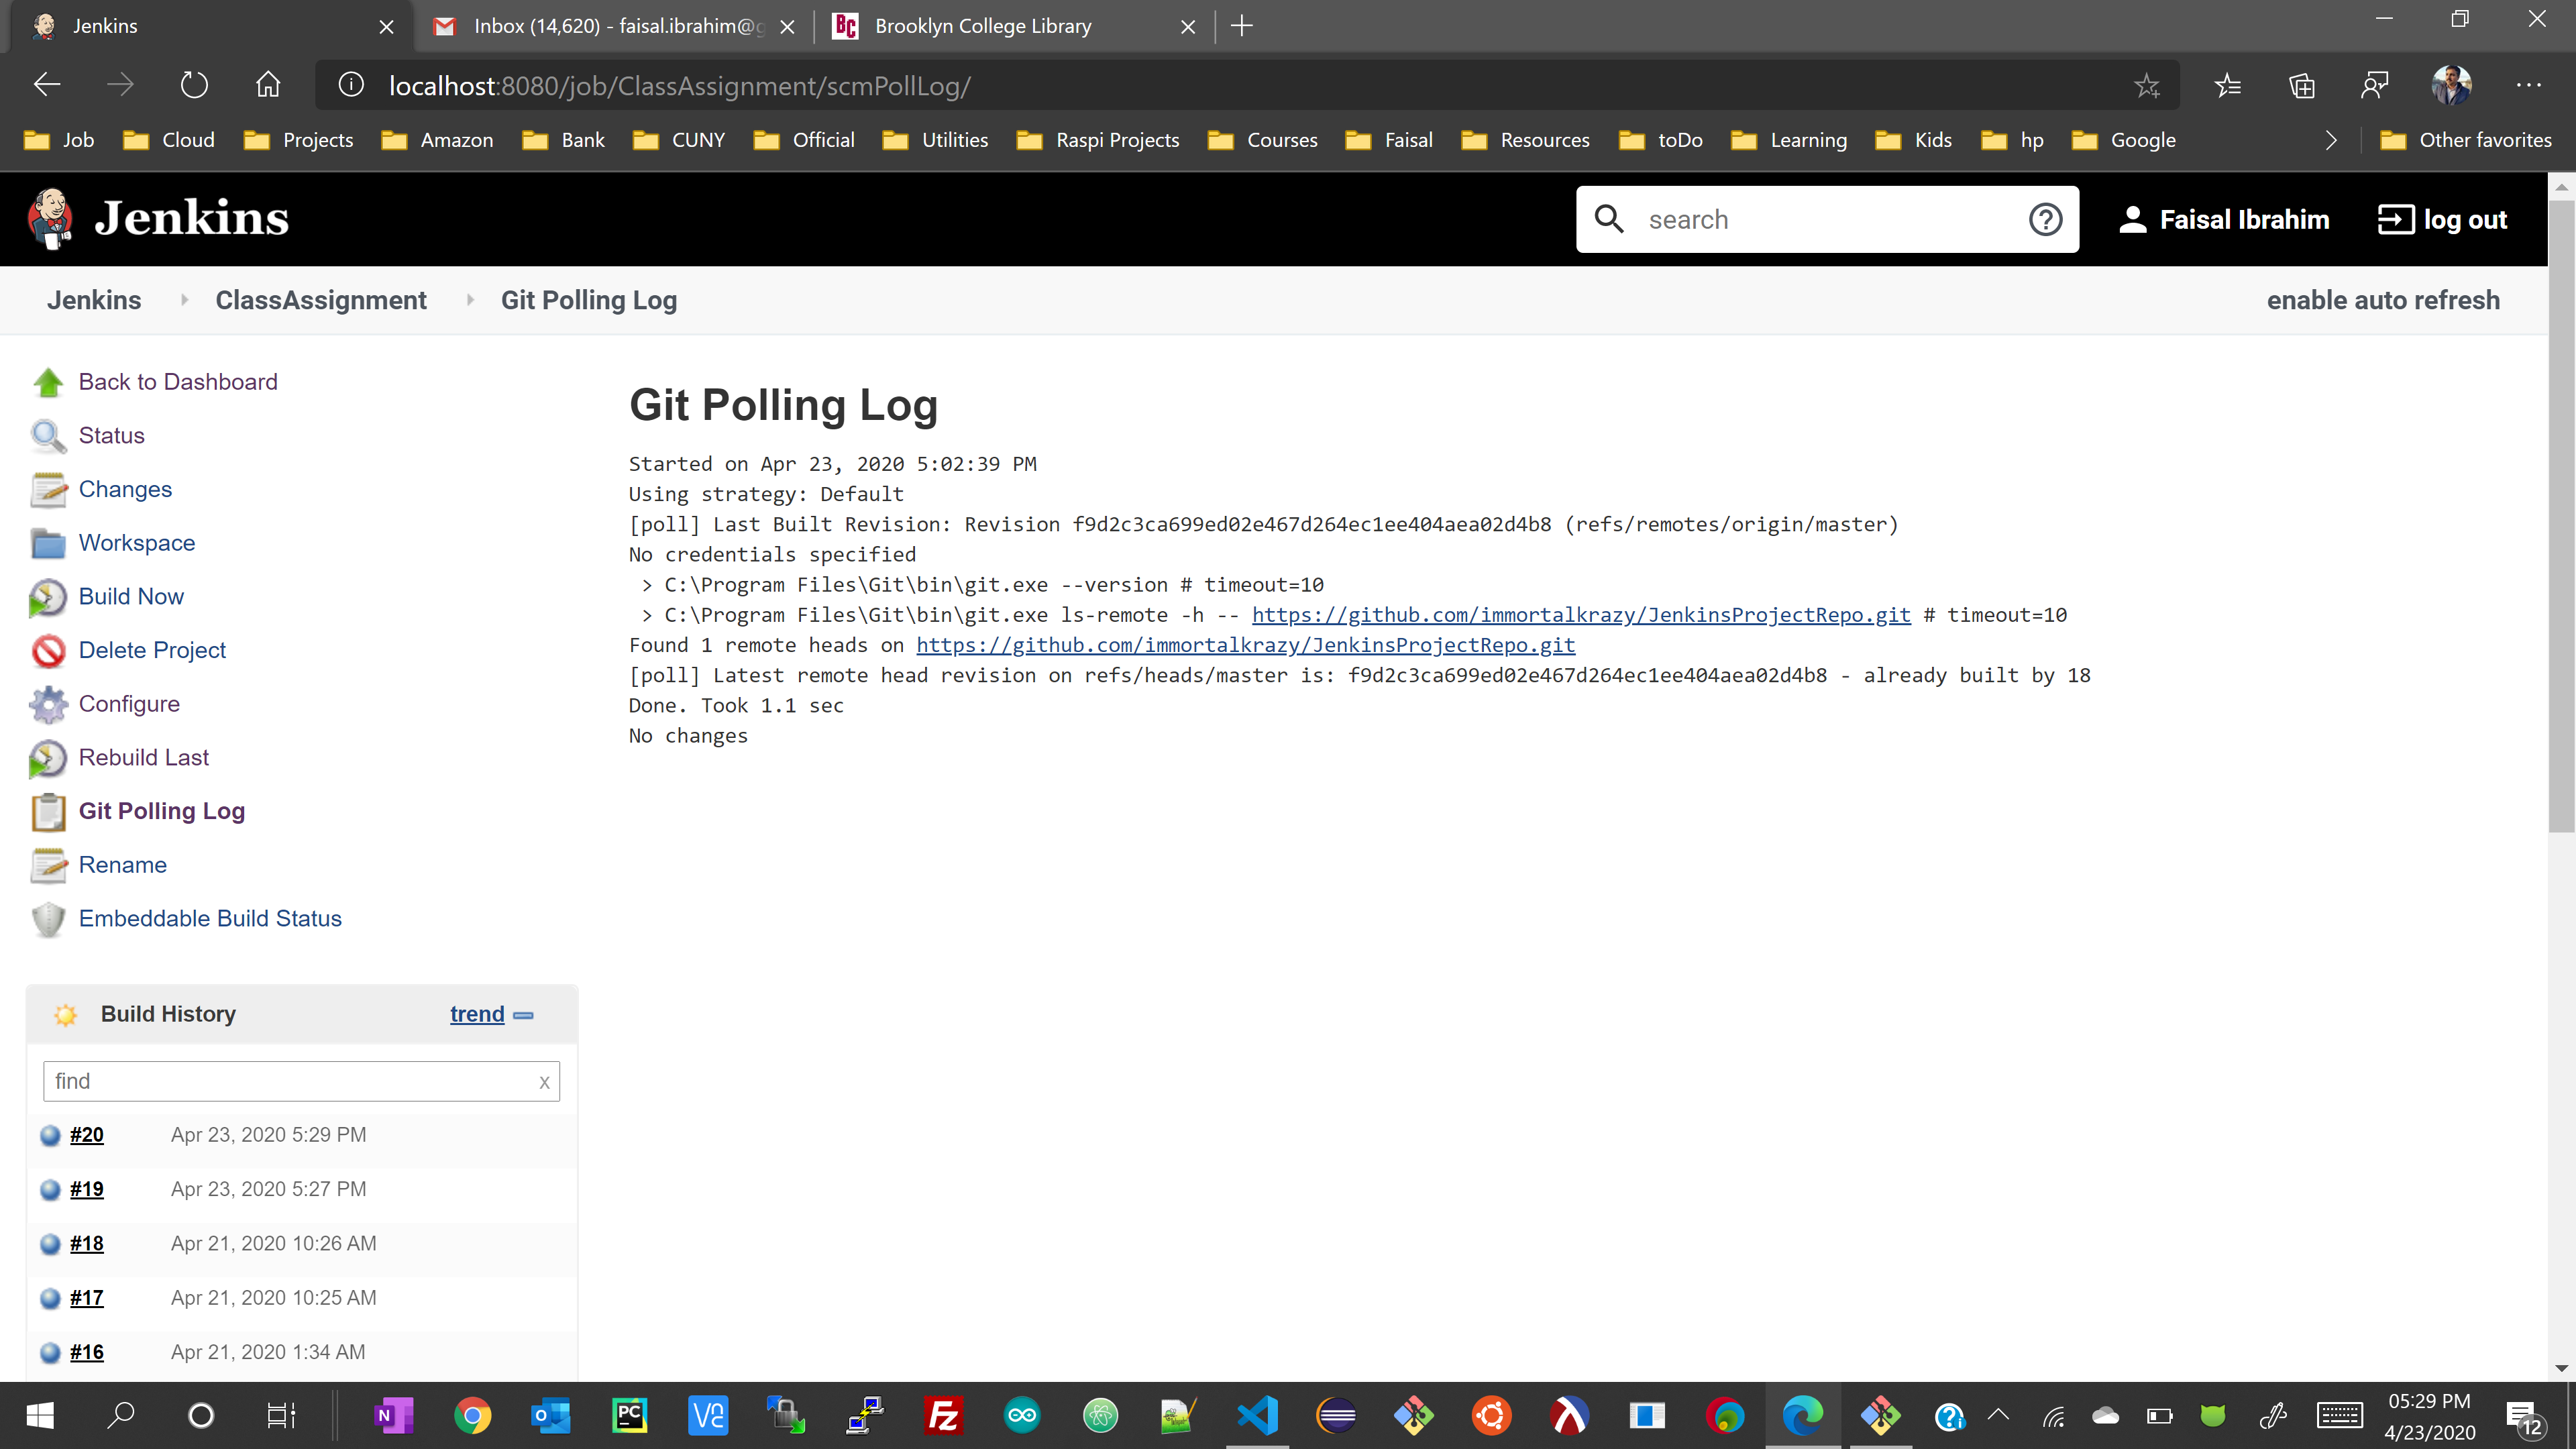 Jenkins
Inbox (14,620) - faisal.ibrahim@g
Brooklyn College Library
localhost:8080/job/ClassAssignment/scmPollLog/
Job Cloud Projects Amazon Bank CUNY Official Utilities Raspi Projects Courses Faisal Resources toDo Learning Kids hp Google Other favorites
Jenkins
search
Faisal Ibrahim
log out
Jenkins ClassAssignment Git Polling Log enable auto refresh
Back to Dashboard
Status
Changes
Workspace
Build Now
Delete Project
Configure
Rebuild Last
Git Polling Log
Rename
Embeddable Build Status
Git Polling Log
Started on Apr 23, 2020 5:02:39 PM
Using strategy: Default
[poll] Last Built Revision: Revision f9d2c3ca699ed02e467d264ec1ee404aea02d4b8 (refs/remotes/origin/master)
No credentials specified
> C:\Program Files\Git\bin\git.exe --version # timeout=10
> C:\Program Files\Git\bin\git.exe ls-remote -h -- https://github.com/immortalkrazy/JenkinsProjectRepo.git # timeout=10
Found 1 remote heads on https://github.com/immortalkrazy/JenkinsProjectRepo.git
[poll] Latest remote head revision on refs/heads/master is: f9d2c3ca699ed02e467d264ec1ee404aea02d4b8 - already built by 18
Done. Took 1.1 sec
No changes
Build History trend
find x
#20 Apr 23, 2020 5:29 PM
#19 Apr 23, 2020 5:27 PM
#18 Apr 21, 2020 10:26 AM
#17 Apr 21, 2020 10:25 AM
#16 Apr 21, 2020 1:34 AM
05:29 PM
4/23/2020
12